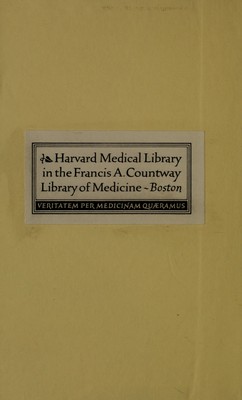 Harvard Medical Library
in the Francis A. Countway
Library of Medicine ~ Boston
VERITATEM PER MEDICINAM QUÆRAMUS